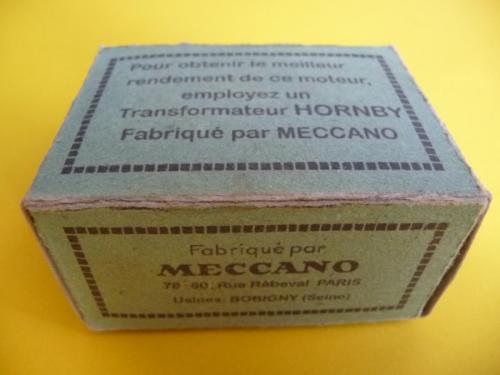 Pour obtenir le meilleur
rendement de ce moteur,
employez un
Transformateur HORNBY
Fabriqué par MECCANO
Fabriqué par
MECCANO
78-80, Rue Rébeval PARIS
Usines: BOBIGNY (Seine)